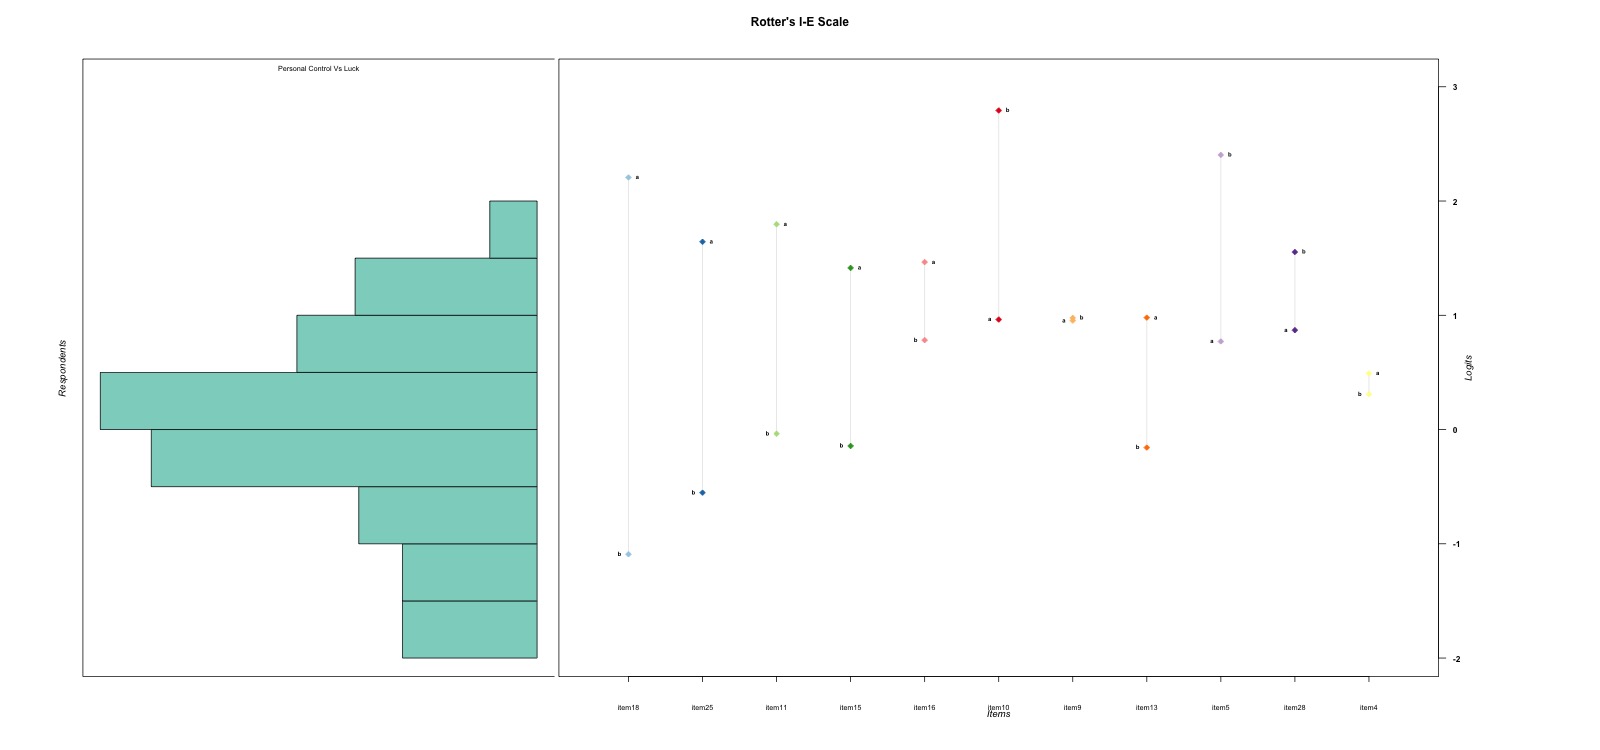 Rotter's I-E Scale
Personal Control Vs Luck
Respondents
b a
b a
b a
b a
b a
a b
a b
b a
a b
a b
b a
3
2
1
0
-1
-2
Logits
item18 item25 item11 item15 item16 item10 item9 item13 item5 item28 item4
Items